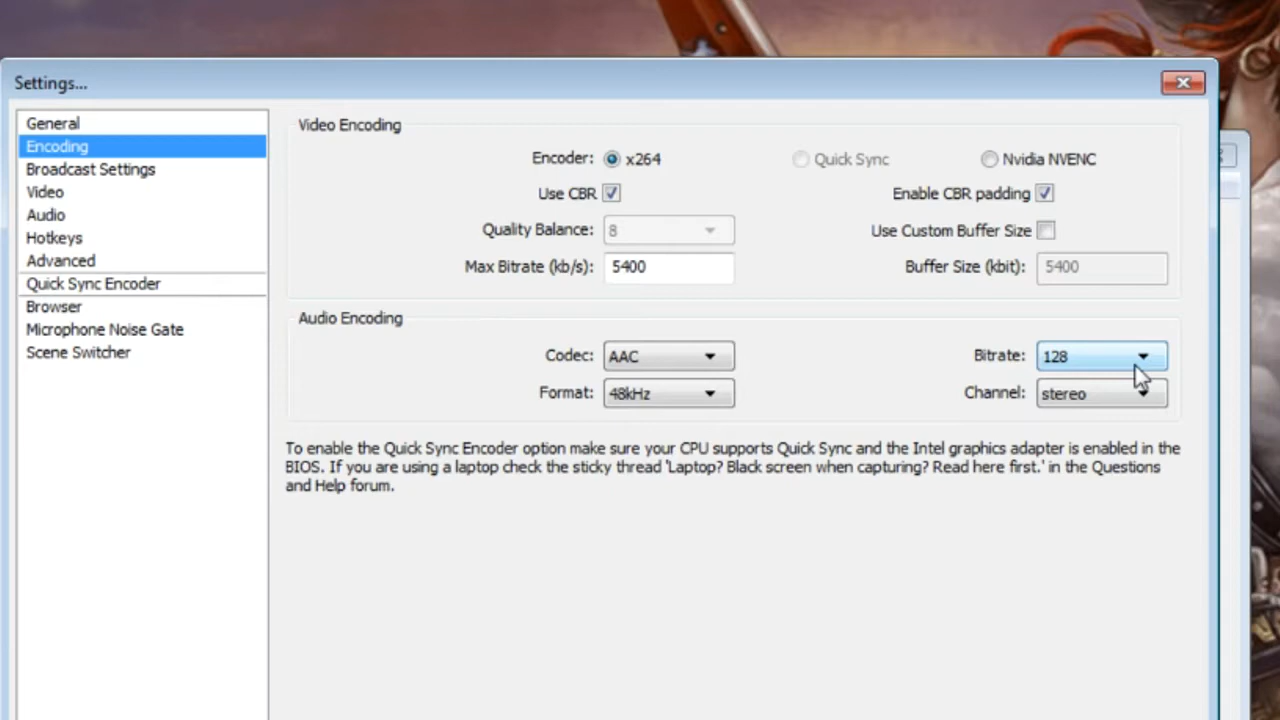 Settings...
General
Encoding
Broadcast Settings
Video
Audio
Hotkeys
Advanced
Quick Sync Encoder
Browser
Microphone Noise Gate
Scene Switcher
Video Encoding
Encoder: x264 Quick Sync Nvidia NVENC
Use CBR Enable CBR padding
Quality Balance: 8 Use Custom Buffer Size
Max Bitrate (kb/s): 5400 Buffer Size (kbit): 5400
Audio Encoding
Codec: AAC Bitrate: 128
Format: 48kHz Channel: stereo
To enable the Quick Sync Encoder option make sure your CPU supports Quick Sync and the Intel graphics adapter is enabled in the
BIOS. If you are using a laptop check the sticky thread 'Laptop? Black screen when capturing? Read here first.' in the Questions
and Help forum.